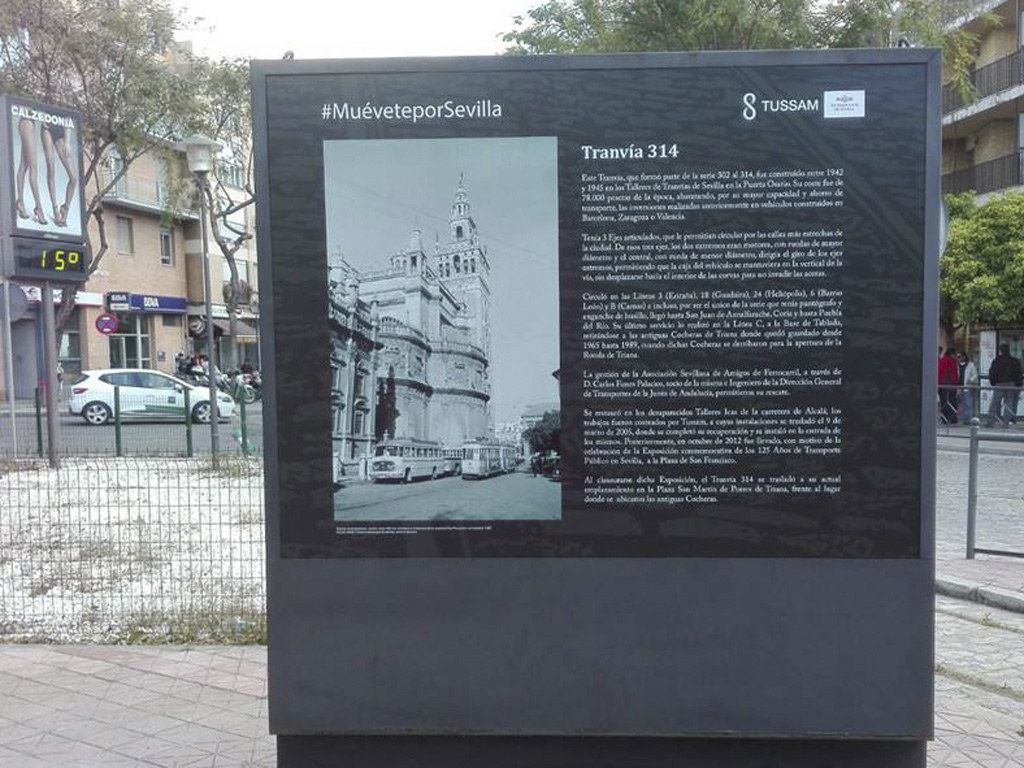 CALZEDONIA
15º
BBVA
BBVA
#MuéveteporSevilla
TUSSAM
Tranvía 314
Este Tranvía, que formó parte de la serie 302 al 314, fue construido entre 1942
y 1945 en los Talleres de Tranvías de Sevilla en la Puerta Osario. Su coste fue de
78.000 pesetas de la época, abaratando, por su mayor capacidad y ahorro de
transporte, las inversiones realizadas anteriormente en vehículos construidos en
Barcelona, Zaragoza o Valencia.
Tenía 3 Ejes articulados, que le permitían circular por las calles más estrechas de
la ciudad. De esos tres ejes, los dos extremos eran motores, con ruedas de mayor
diámetro y el central, con rueda de menor diámetro, dirigía el giro de los ejes
extremos, permitiendo que la caja del vehículo se mantuviera en la vertical de la
vía, sin desplazarse hacia el interior de las curvas para no invadir las aceras.
Circuló en las Líneas 3 (Extraña), 18 (Guadaira), 24 (Heliópolis), 6 (Barrio
León) y B (Camas) e incluso, por ser el único de la serie que tenía pantógrafo y
enganche de husillo, llegó hasta San Juan de Aznalfarache, Coria y hasta Puebla
del Río. Su último servicio lo realizó en la Línea C, a la Base de Tablada,
retirándose a las antiguas Cocheras de Triana donde quedó guardado desde
1965 hasta 1989, cuando dichas Cocheras se derribaron para la apertura de la
Ronda de Triana.
La gestión de la Asociación Sevillana de Amigos de Ferrocarril, a través de
D. Carlos Funes Palacios, socio de la misma e Ingeniero de la Dirección General
de Transportes de la Junta de Andalucía, permitieron su rescate.
Se restauró en los desaparecidos Talleres Icas de la carretera de Alcalá, los
trabajos fueron costeados por Tussam, a cuyas instalaciones se trasladó el 9 de
marzo de 2005, donde se completó su recuperación y se instaló en la entrada de
los mismos. Posteriormente, en octubre de 2012 fue llevado, con motivo de la
celebración de la Exposición conmemorativa de los 125 Años de Transporte
Público en Sevilla, a la Plaza de San Francisco.
Al clausurarse dicha Exposición, el Tranvía 314 se trasladó a su actual
emplazamiento en la Plaza San Martín de Porres de Triana, frente al lugar
donde se ubicaron las antiguas Cocheras.